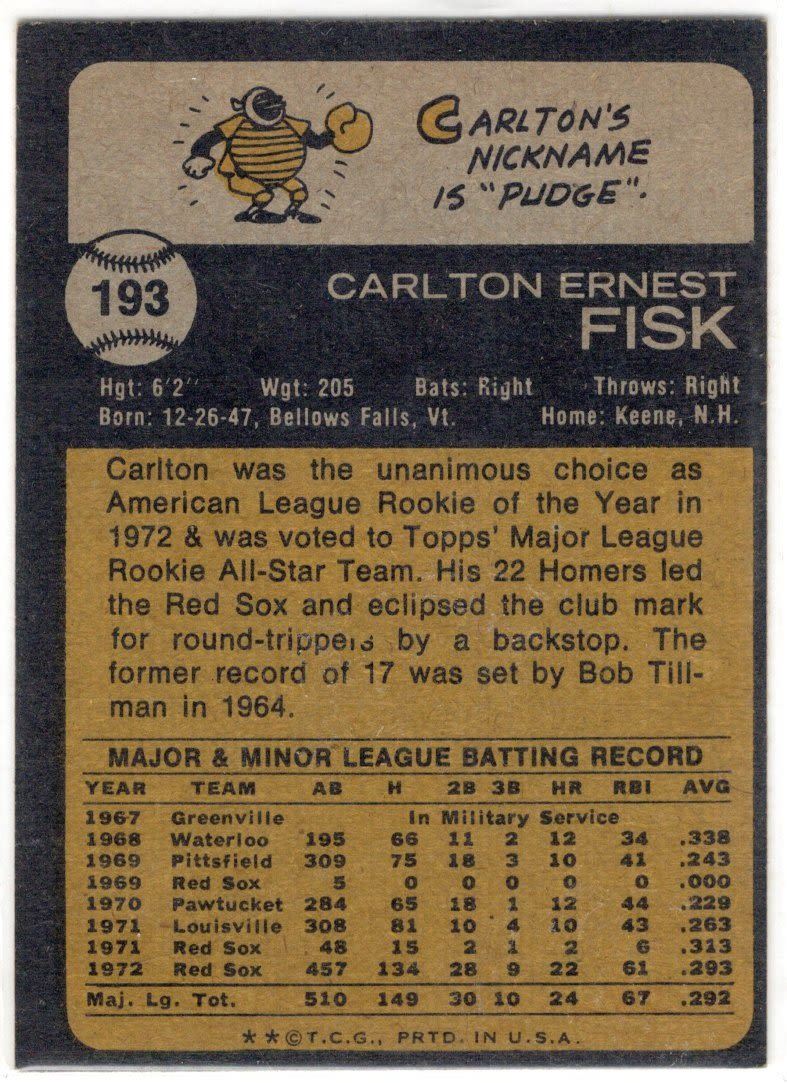 CARLTON'S
NICKNAME
IS "PUDGE".
193
CARLTON ERNEST
FISK
Hgt: 6'2" Wgt: 205 Bats: Right Throws: Right
Born: 12-26-47, Bellows Falls, Vt. Home: Keene, N.H.
Carlton was the unanimous choice as
American League Rookie of the Year in
1972 & was voted to Topps' Major League
Rookie All-Star Team. His 22 Homers led
the Red Sox and eclipsed the club mark
for round-trippers by a backstop. The
former record of 17 was set by Bob Till-
man in 1964.
MAJOR & MINOR LEAGUE BATTING RECORD
YEAR TEAM AB H 2B 3B HR RBI AVG
1967 Greenville In Military Service
1968 Waterloo 195 66 11 2 12 34 .338
1969 Pittsfield 309 75 18 3 10 41 .243
1969 Red Sox 5 0 0 0 0 0 .000
1970 Pawtucket 284 65 18 1 12 44 .229
1971 Louisville 308 81 10 4 10 43 .263
1971 Red Sox 48 15 2 1 2 6 .313
1972 Red Sox 457 134 28 9 22 61 .293
Maj. Lg. Tot. 510 149 30 10 24 67 .292
**©T.C.G., PRTD. IN U.S.A.